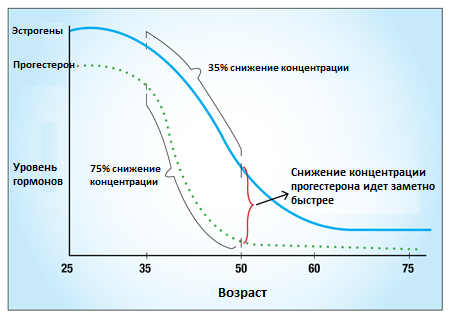 Эстрогены
Прогестерон
Уровень
гормонов
35% снижение концентрации
75% снижение
концентрации
Снижение концентрации
прогестерона идет заметно
быстрее
25
35
50
60
75
Возраст